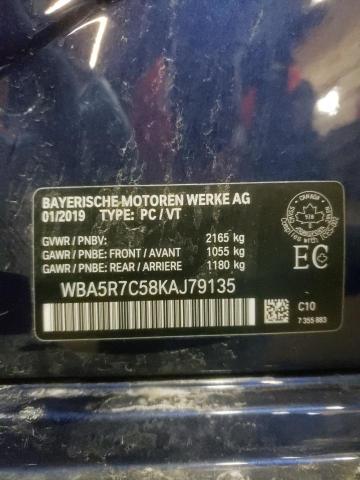 BAYERISCHE MOTOREN WERKE AG
01/2019 TYPE: PC / VT
GVWR / PNBV: 2165 kg
GAWR / PNBE: FRONT / AVANT 1055 kg
GAWR / PNBE: REAR / ARRIERE 1180 kg
WBA5R7C58KAJ79135
CANADA
EC
C10
7 355 883